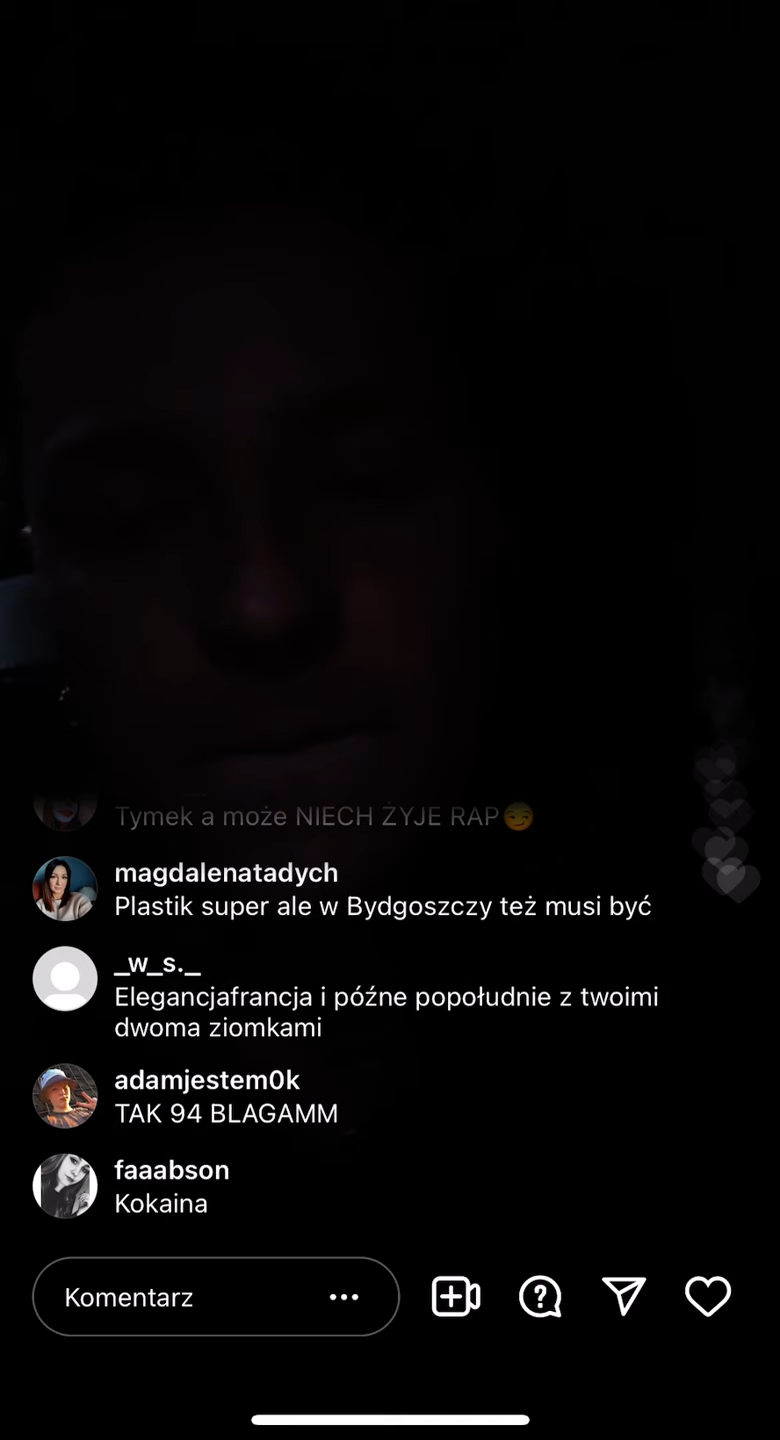 Tymek a może NIECH ŻYJE RAP😏
magdalenatadych
Plastik super ale w Bydgoszczy też musi być
_w_s._
Elegancjafrancja i późne popołudnie z twoimi
dwoma ziomkami
adamjestem0k
TAK 94 BLAGAMM
faaabson
Kokaina
Komentarz